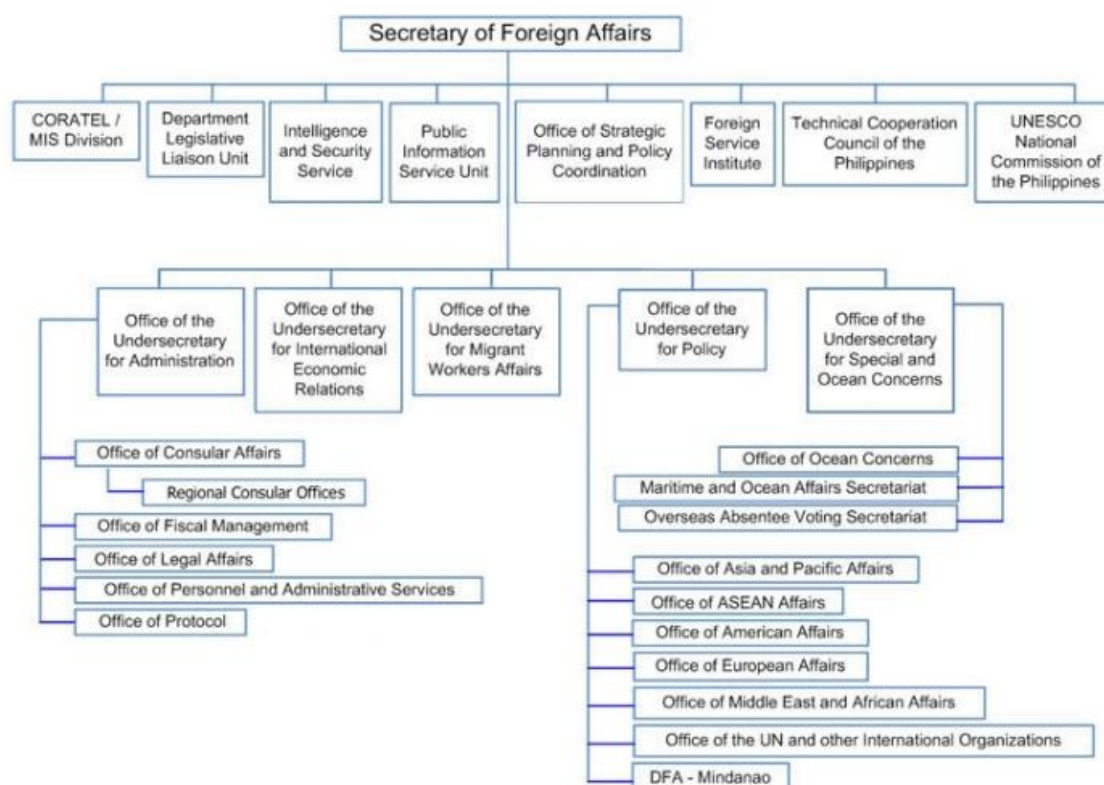 Secretary of Foreign Affairs
CORATEL /
MIS Division
Department
Legislative
Liaison Unit
Intelligence
and Security
Service
Public
Information
Service Unit
Office of Strategic
Planning and Policy
Coordination
Foreign
Service
Institute
Technical Cooperation
Council of the
Philippines
UNESCO
National
Commission of
the Philippines
Office of the
Undersecretary
for Administration
Office of the
Undersecretary
for International
Economic
Relations
Office of the
Undersecretary
for Migrant
Workers Affairs
Office of the
Undersecretary
for Policy
Office of the
Undersecretary
for Special and
Ocean Concerns
Office of Consular Affairs
Regional Consular Offices
Office of Fiscal Management
Office of Legal Affairs
Office of Personnel and Administrative Services
Office of Protocol
Office of Ocean Concerns
Maritime and Ocean Affairs Secretariat
Overseas Absentee Voting Secretariat
Office of Asia and Pacific Affairs
Office of ASEAN Affairs
Office of American Affairs
Office of European Affairs
Office of Middle East and African Affairs
Office of the UN and other International Organizations
DFA - Mindanao